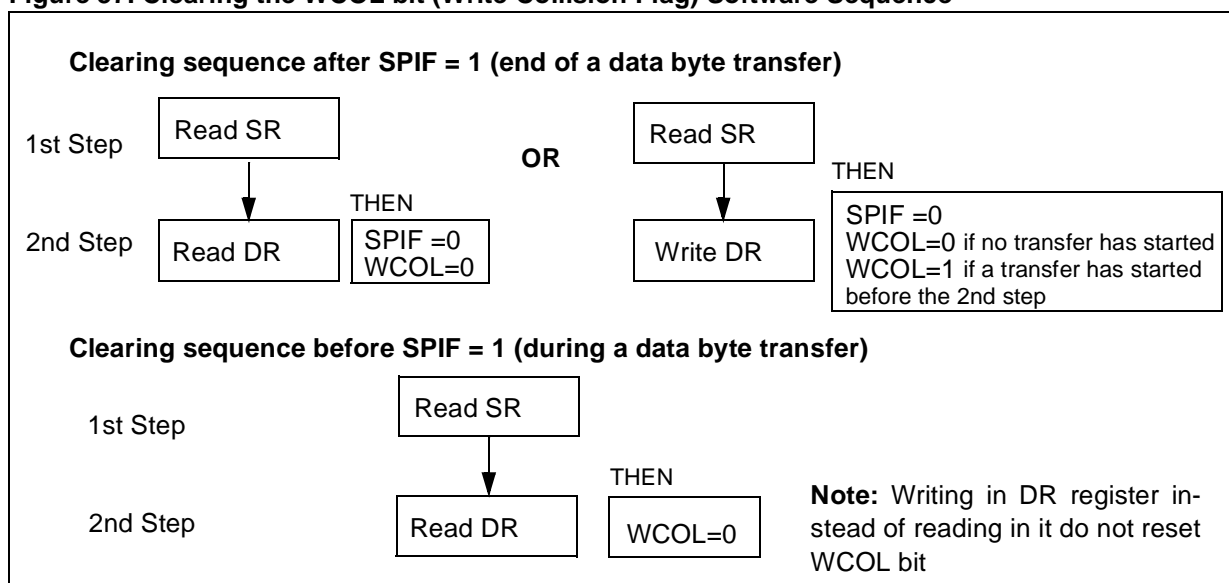 Figure 37. Clearing the WCOL bit (Write Collision Flag) Software Sequence
Clearing sequence after SPIF = 1 (end of a data byte transfer)
1st Step
Read SR
OR
Read SR
THEN
THEN
2nd Step
Read DR
SPIF =0
WCOL=0
Write DR
SPIF =0
WCOL=0 if no transfer has started
WCOL=1 if a transfer has started
before the 2nd step
Clearing sequence before SPIF = 1 (during a data byte transfer)
1st Step
Read SR
THEN
2nd Step
Read DR
WCOL=0
Note: Writing in DR register in-
stead of reading in it do not reset
WCOL bit